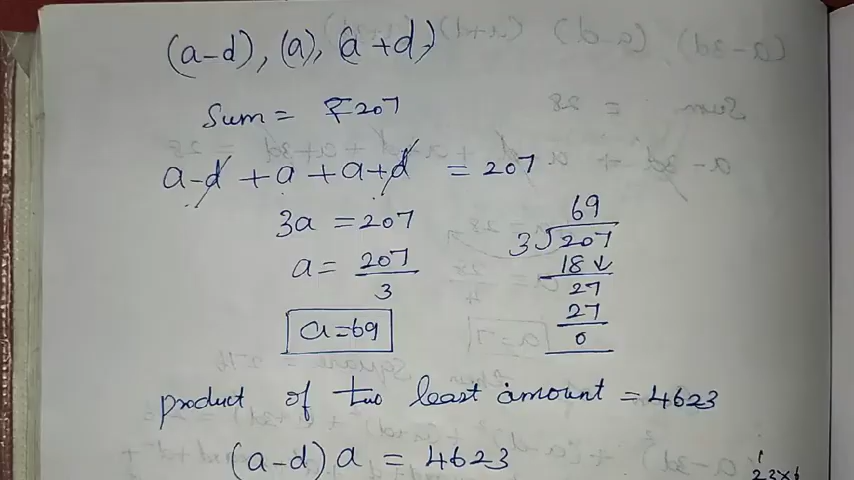 (a-d), (a), (a+d)
Sum = ₹207
a-d + a + a+d = 207
3a = 207
a = 207/3
a=69
69
3√207
18↓
27
27
0
product of two least amount = 4623
(a-d) a = 4623